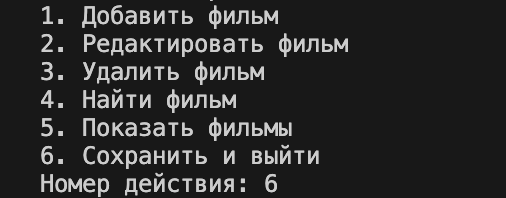 1. Добавить фильм
2. Редактировать фильм
3. Удалить фильм
4. Найти фильм
5. Показать фильмы
6. Сохранить и выйти
Номер действия: 6